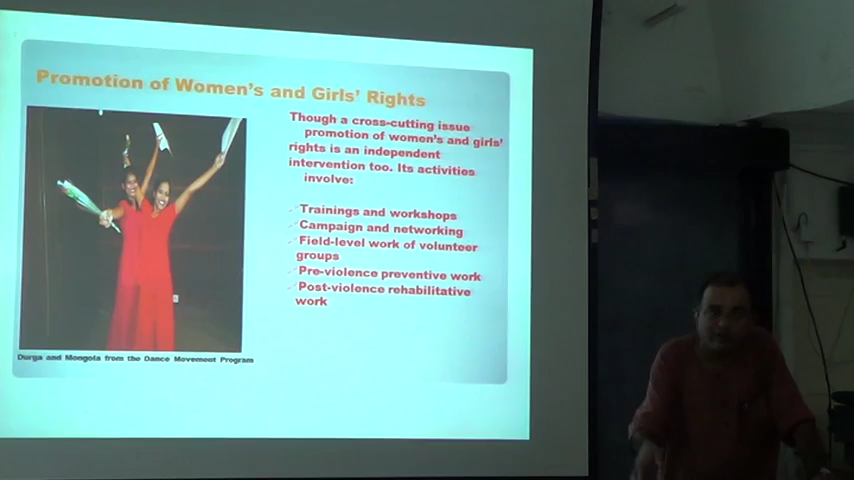 Promotion of Women's and Girls' Rights
Though a cross-cutting issue
promotion of women's and girls'
rights is an independent
intervention too. Its activities
involve:
Trainings and workshops
Campaign and networking
Field-level work of volunteer
groups
Pre-violence preventive work
Post-violence rehabilitative
work
Durga and Mongola from the Dance Movement Program